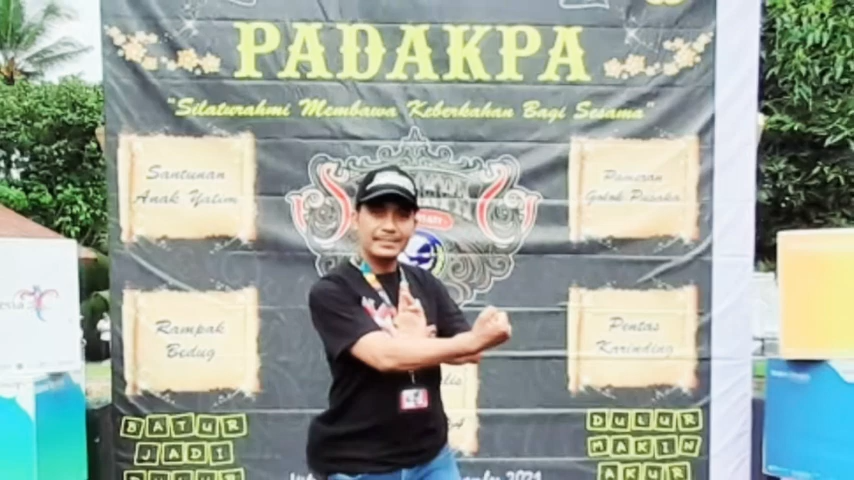 PADAKPA
"Silaturahmi Membawa Keberkahan Bagi Sesama"
Santunan
Anak Yatim
Pameran
Golok Pusaka
Rampak
Bedug
Pentas
Karinding
BATUR
JADI
DULUR
DULUR
MAKIN
AKUR